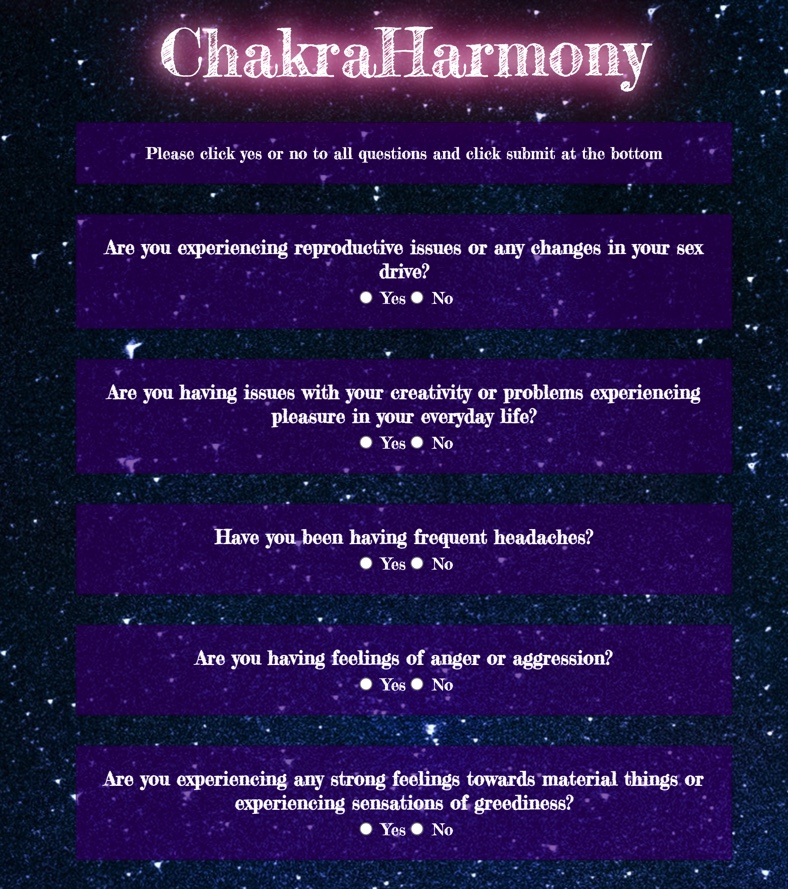 ChakraHarmony
Please click yes or no to all questions and click submit at the bottom
Are you experiencing reproductive issues or any changes in your sex
drive?
Yes No
Are you having issues with your creativity or problems experiencing
pleasure in your everyday life?
Yes No
Have you been having frequent headaches?
Yes No
Are you having feelings of anger or aggression?
Yes No
Are you experiencing any strong feelings towards material things or
experiencing sensations of greediness?
Yes No